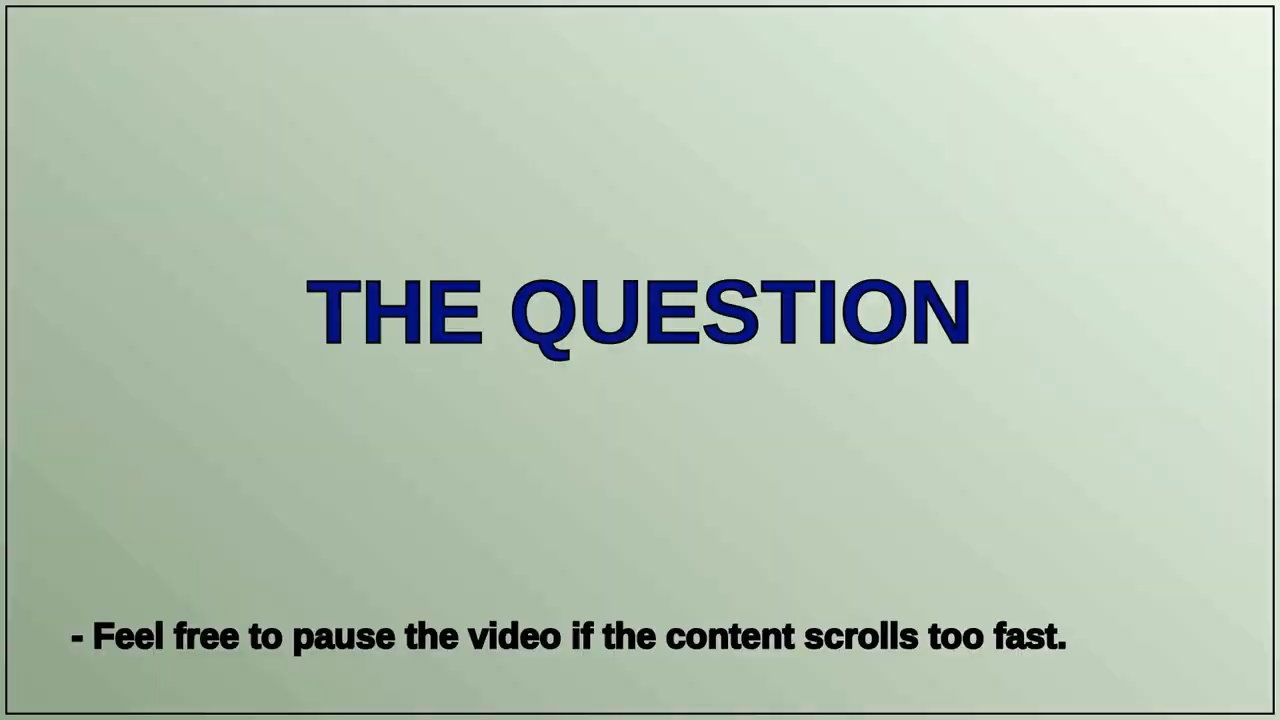 THE QUESTION
- Feel free to pause the video if the content scrolls too fast.